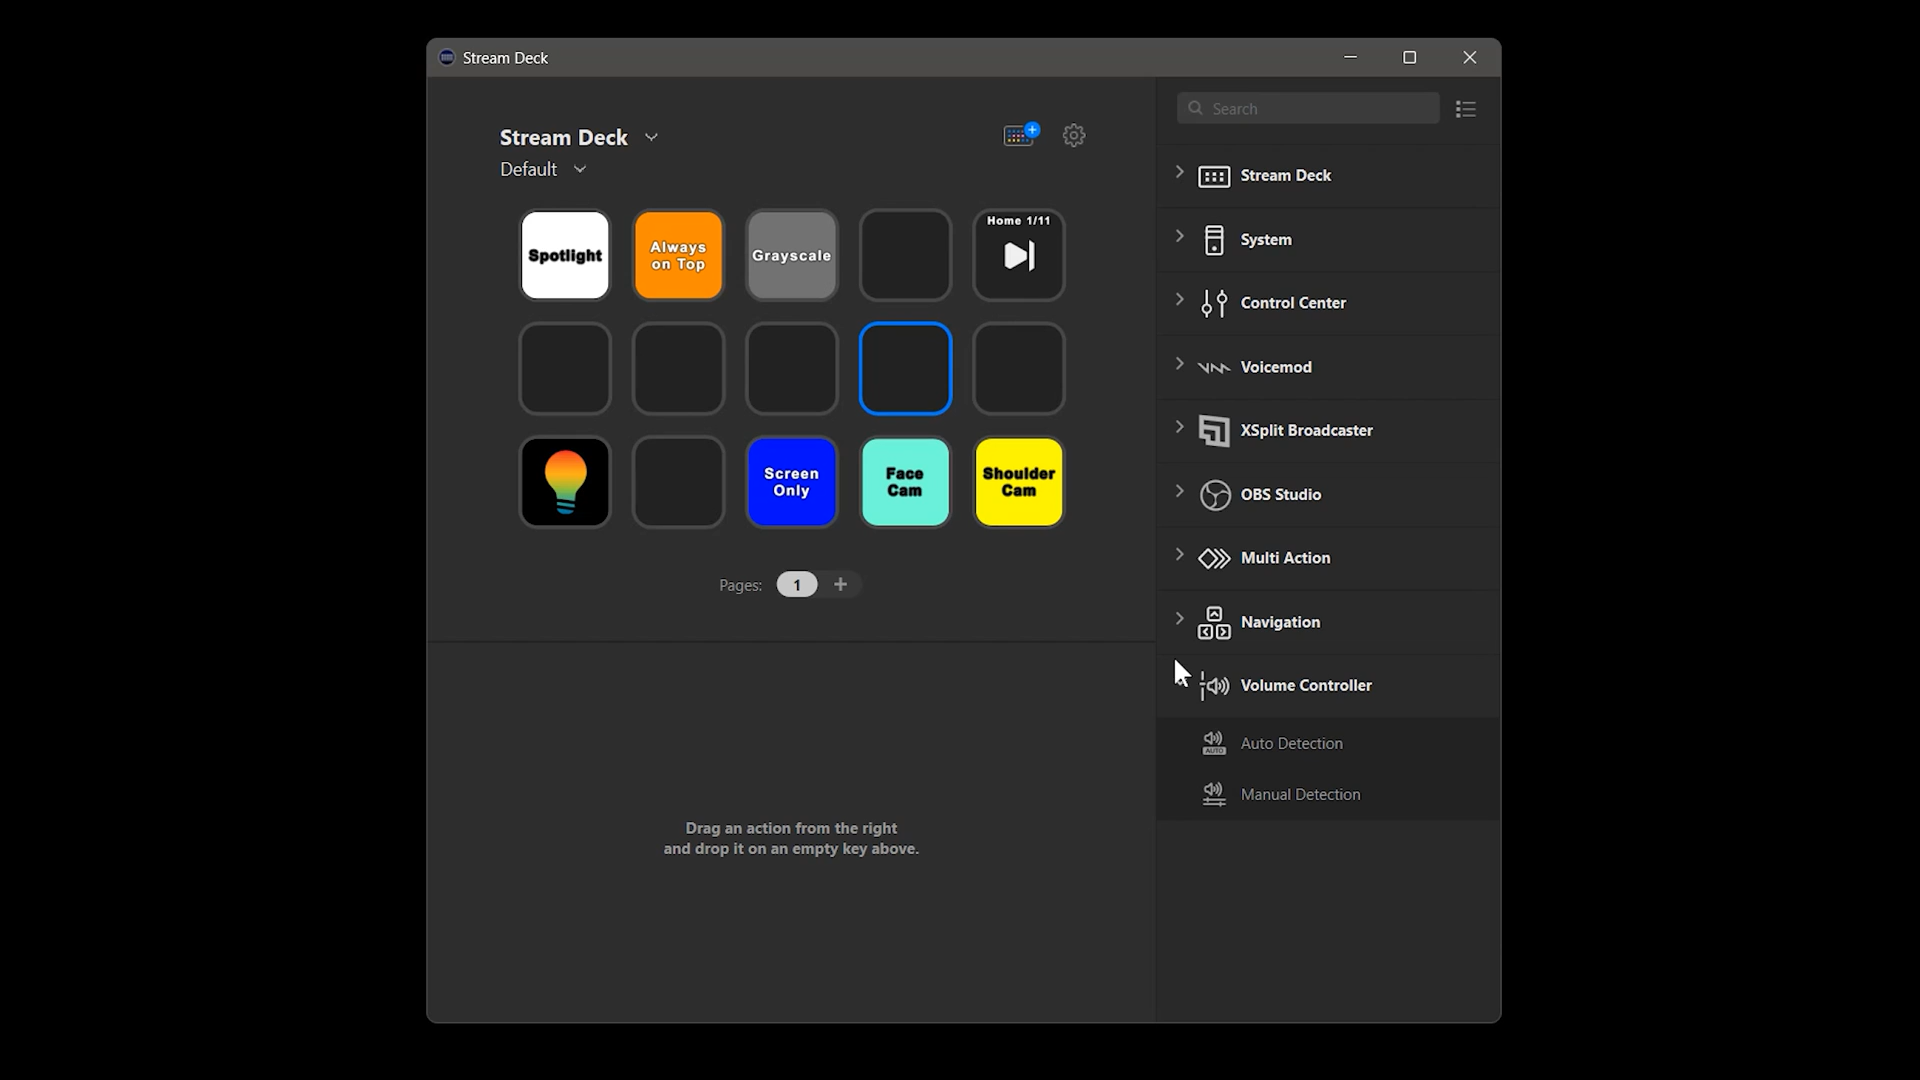 Stream Deck
Search
Stream Deck
Default
Spotlight
Always
on Top
Grayscale
Home 1/11
Screen
Only
Face
Cam
Shoulder
Cam
Pages: 1 +
Drag an action from the right
and drop it on an empty key above.
Stream Deck
System
Control Center
Voicemod
XSplit Broadcaster
OBS Studio
Multi Action
Navigation
Volume Controller
AUTO
Auto Detection
Manual Detection